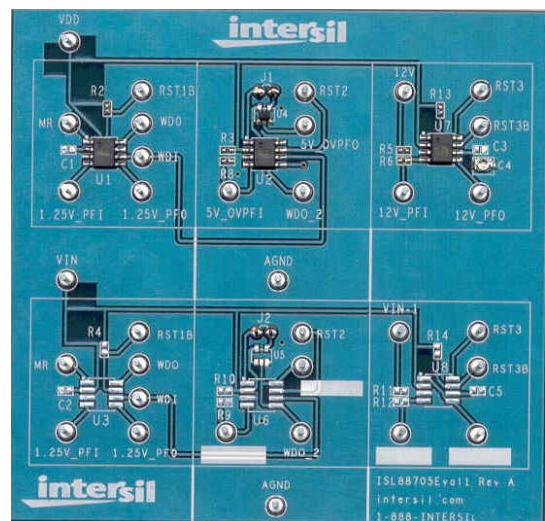 intersil
VDD
J1
12V
R2
RST1B
RST2
R13
RST3
U4
MR
WDO
5V_OVPFO
U7
RST3B
R3
R5
C3
C1
WDI
R8
R6
C4
U1
U2
1.25V_PFI
1.25V_PFO
5V_OVPFI
WDO_2
12V_PFI
12V_PFO
VIN
AGND
J2
VIN-1
R4
RST1B
RST2
R14
RST3
U5
MR
WDO
U8
RST3B
R10
R11
C5
C2
WDI
R9
R12
U3
U6
1.25V_PFI
1.25V_PFO
WDO_2
intersil
AGND
ISL88705Eval1 Rev A
intersil.com
1-888-INTERSIL